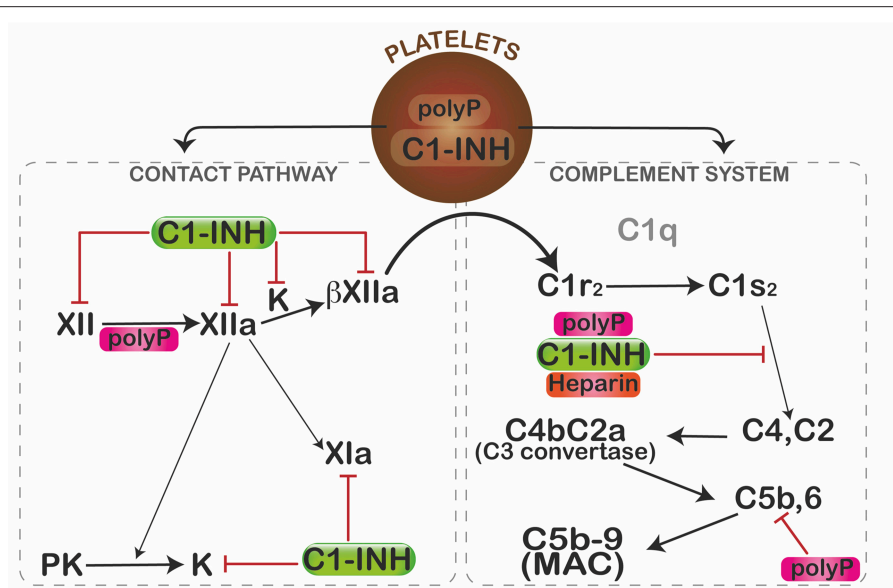 PLATELETS
polyP
C1-INH
CONTACT PATHWAY
COMPLEMENT SYSTEM
C1-INH
C1q
K
βXIIa
C1r2
C1s2
XII
polyP
XIIa
polyP
C1-INH
Heparin
C4bC2a
(C3 convertase)
C4,C2
XIa
C5b,6
C5b-9
(MAC)
PK
K
C1-INH
polyP